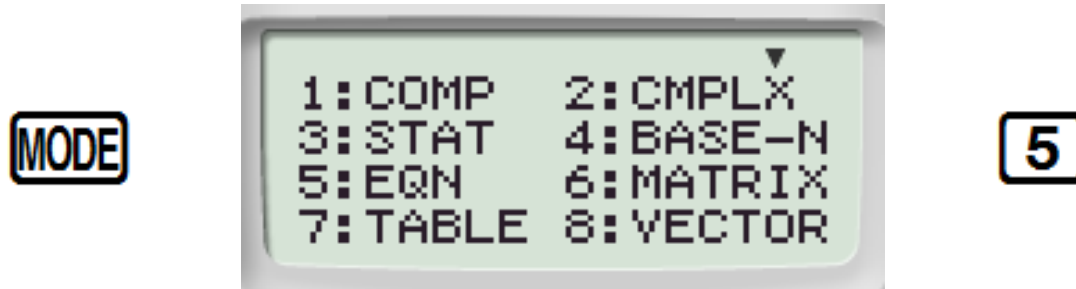 MODE
1:COMP 2:CMPLX
3:STAT 4:BASE-N
5:EQN 6:MATRIX
7:TABLE 8:VECTOR
5